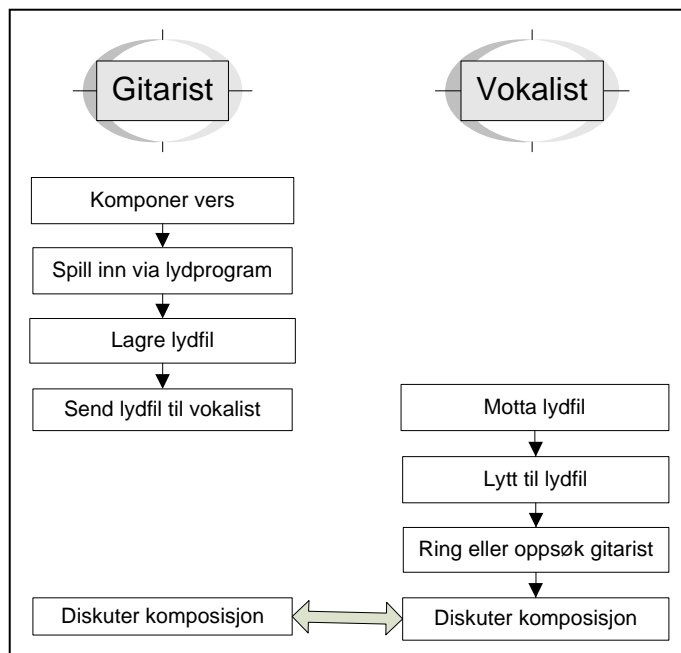 Gitarist
Vokalist
Komponer vers
Spill inn via lydprogram
Lagre lydfil
Send lydfil til vokalist
Motta lydfil
Lytt til lydfil
Ring eller oppsøk gitarist
Diskuter komposisjon
Diskuter komposisjon